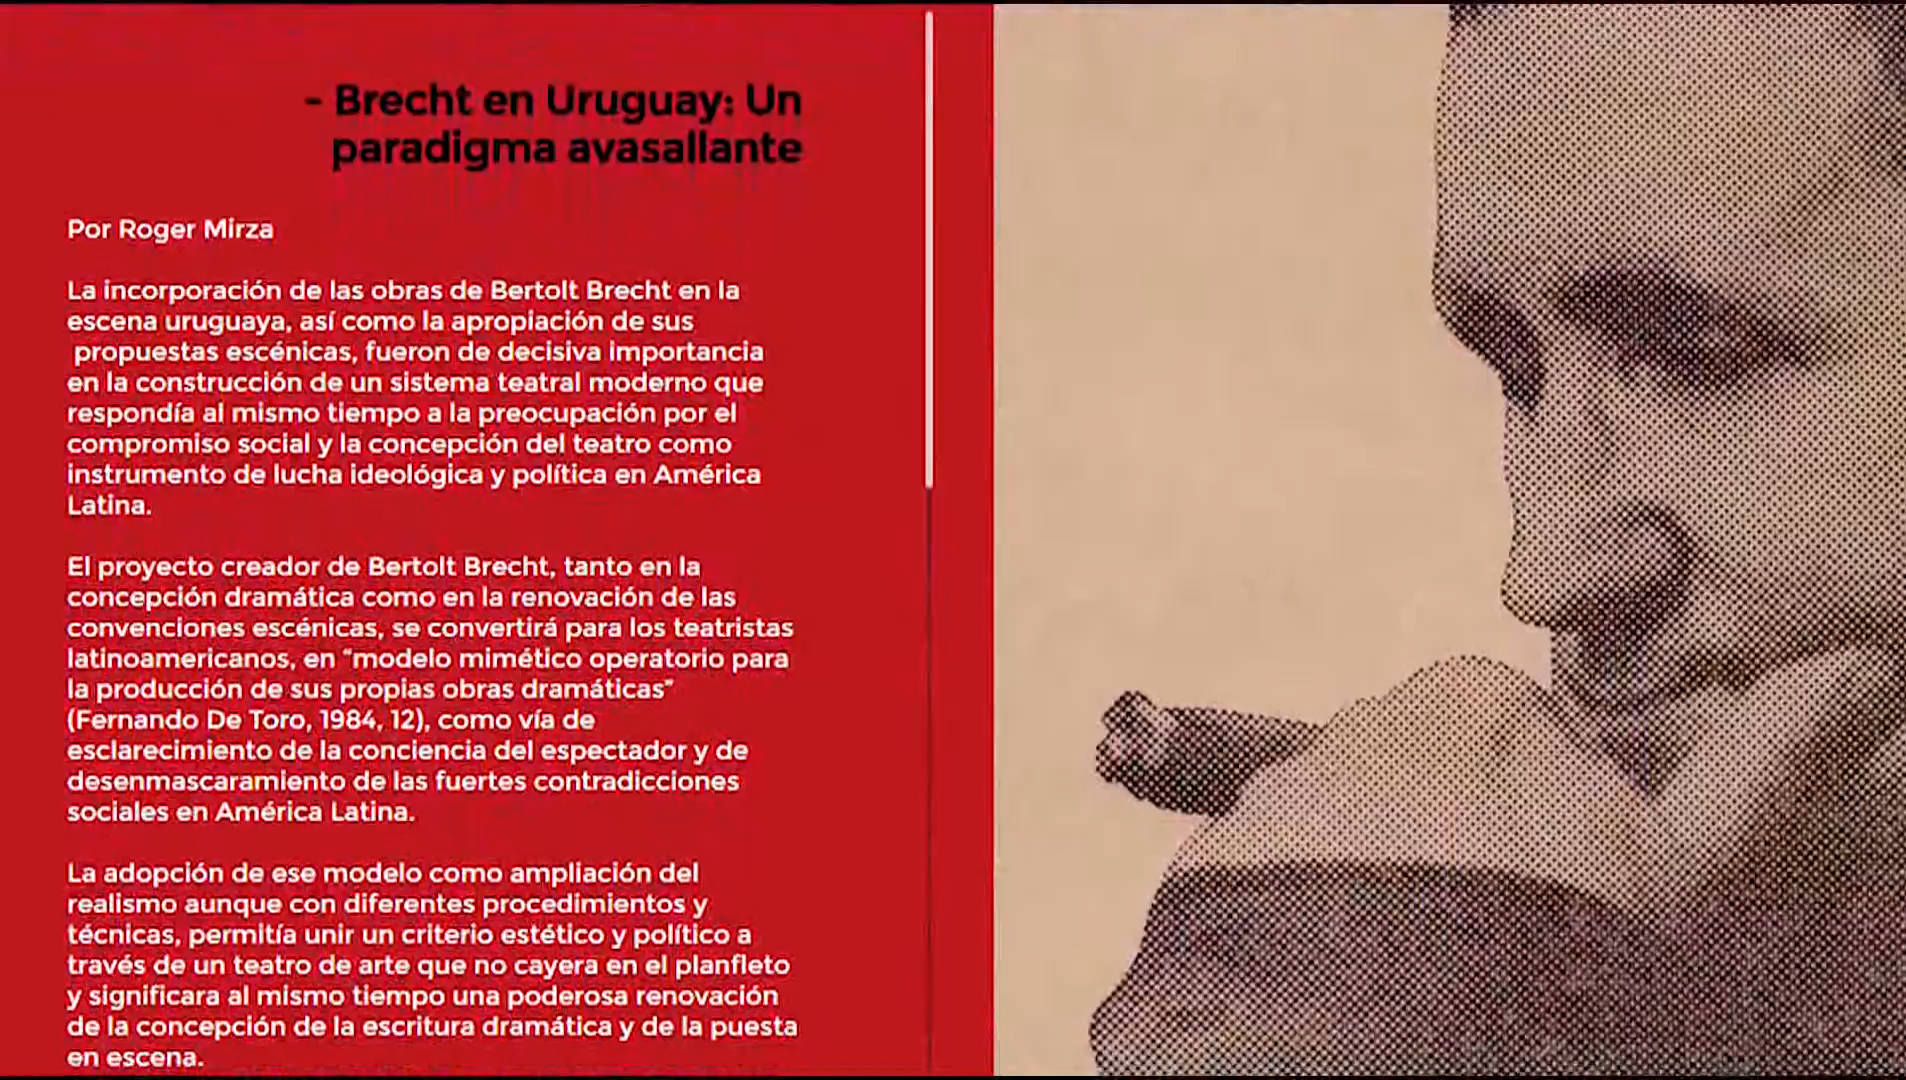 - Brecht en Uruguay: Un
paradigma avasallante
Por Roger Mirza
La incorporación de las obras de Bertolt Brecht en la
escena uruguaya, así como la apropiación de sus
propuestas escénicas, fueron de decisiva importancia
en la construcción de un sistema teatral moderno que
respondía al mismo tiempo a la preocupación por el
compromiso social y la concepción del teatro como
instrumento de lucha ideológica y política en América
Latina.
El proyecto creador de Bertolt Brecht, tanto en la
concepción dramática como en la renovación de las
convenciones escénicas, se convertirá para los teatristas
latinoamericanos, en “modelo mimético operatorio para
la producción de sus propias obras dramáticas”
(Fernando De Toro, 1984, 12), como vía de
esclarecimiento de la conciencia del espectador y de
desenmascaramiento de las fuertes contradicciones
sociales en América Latina.
La adopción de ese modelo como ampliación del
realismo aunque con diferentes procedimientos y
técnicas, permitía unir un criterio estético y político a
través de un teatro de arte que no cayera en el planfleto
y significara al mismo tiempo una poderosa renovación
de la concepción de la escritura dramática y de la puesta
en escena.